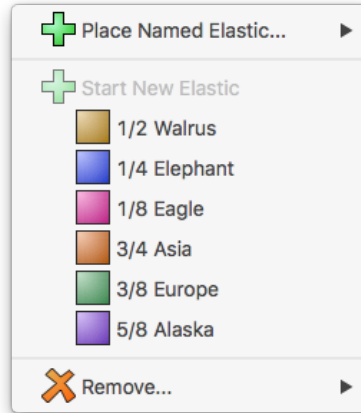 Place Named Elastic...
Start New Elastic
1/2 Walrus
1/4 Elephant
1/8 Eagle
3/4 Asia
3/8 Europe
5/8 Alaska
Remove...